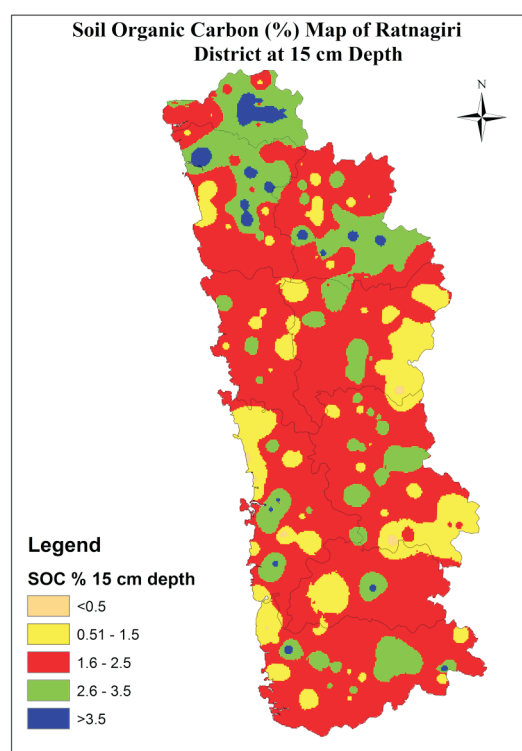 Soil Organic Carbon (%) Map of Ratnagiri
District at 15 cm Depth
N
Legend
SOC % 15 cm depth
<0.5
0.51 - 1.5
1.6 - 2.5
2.6 - 3.5
>3.5